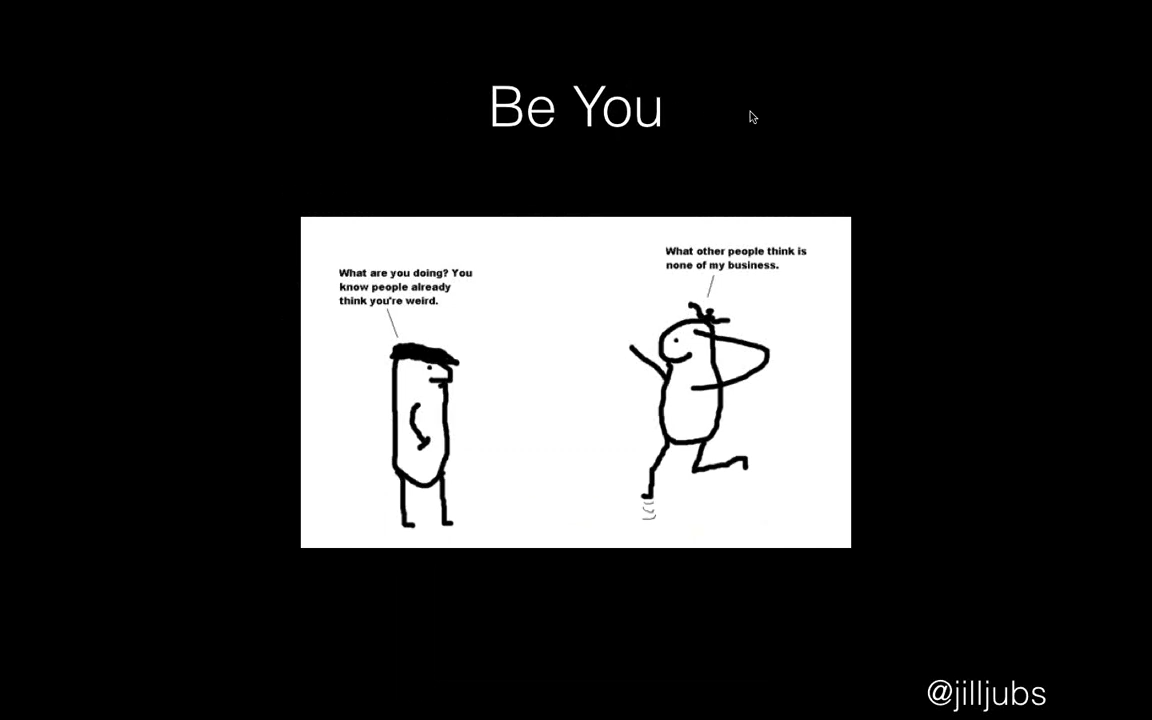 Be You
What are you doing? You
know people already
think you're weird.
What other people think is
none of my business.
@jilljubs